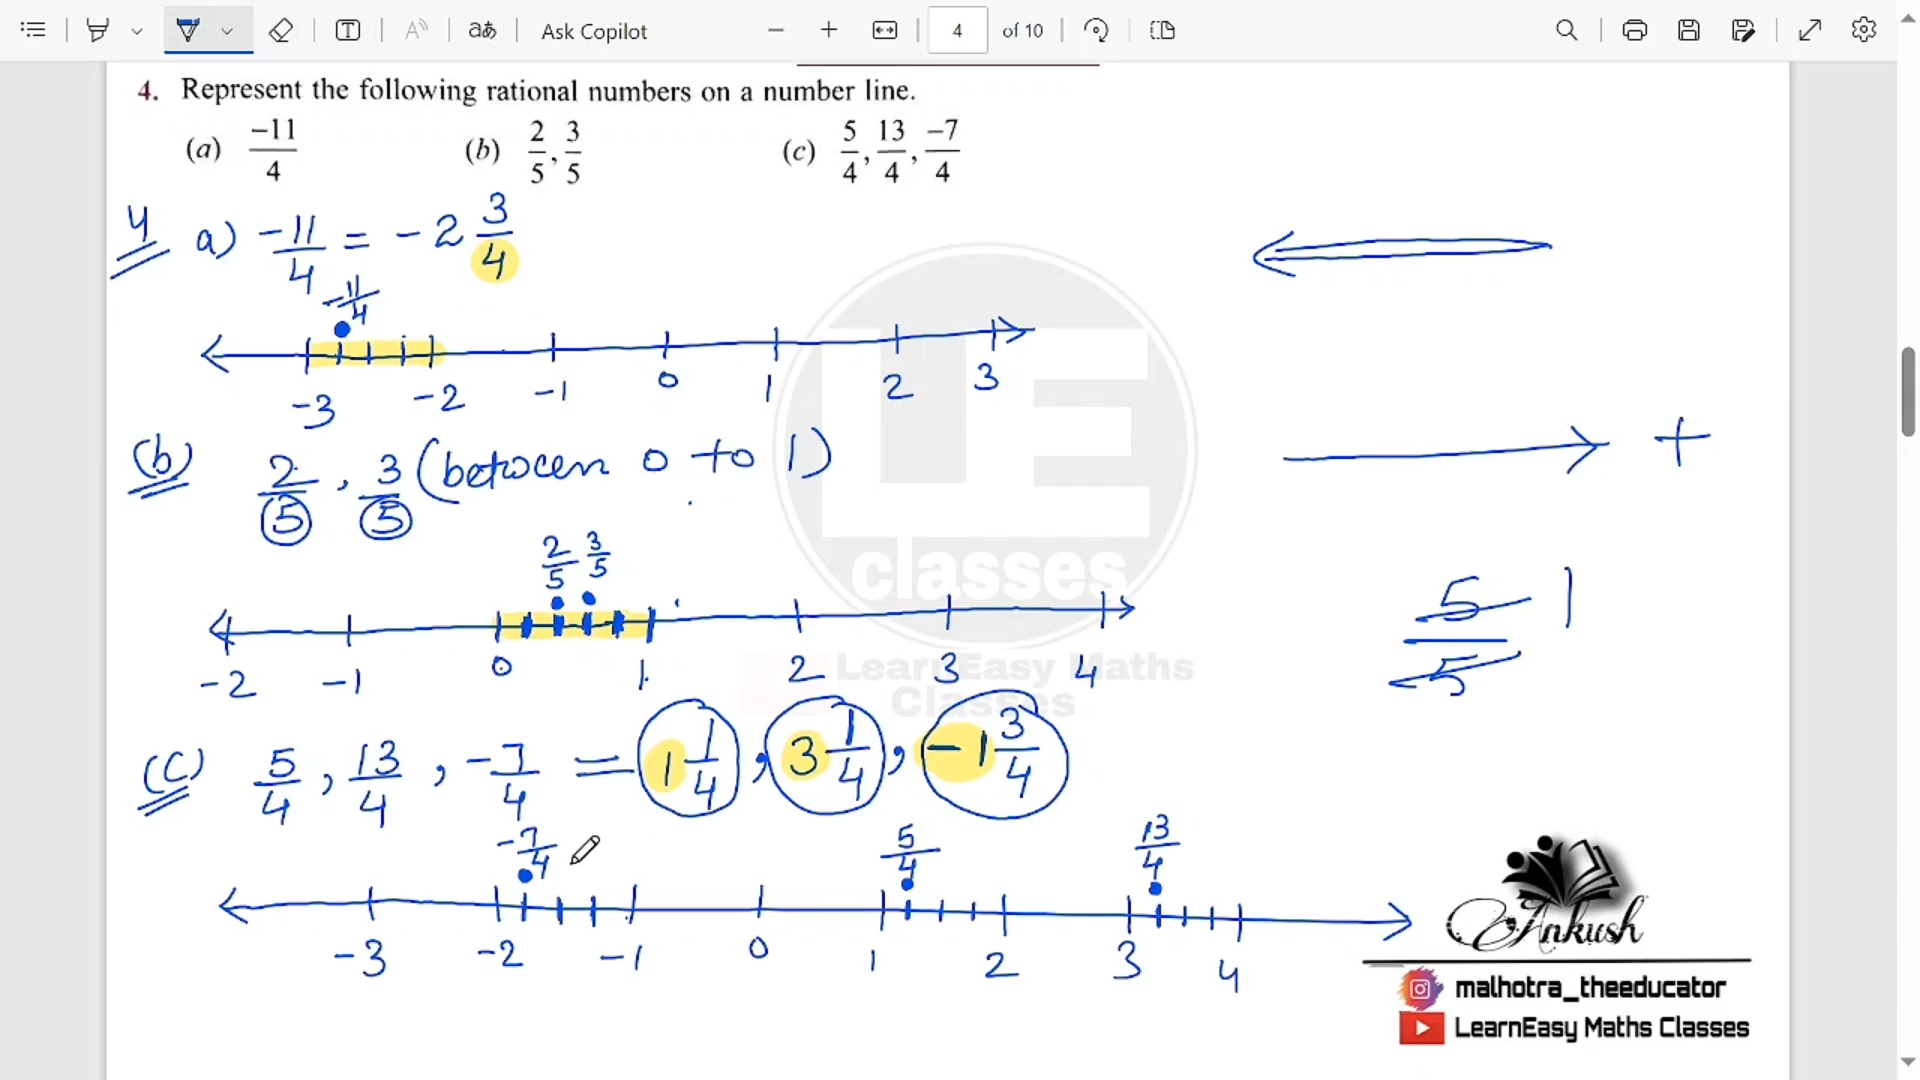 Ask Copilot 4 of 10
4. Represent the following rational numbers on a number line.
(a) -11/4 (b) 2/5, 3/5 (c) 5/4, 13/4, -7/4
4 a) -11/4 = -2 3/4
-11/4
-3 -2 -1 0 1 2 3
(b) 2/5, 3/5 (between 0 to 1)
+
2/5 3/5
5/5 1
-2 -1 0 1 2 3 4
LE classes
LearnEasy Maths
Classes
(c) 5/4, 13/4, -7/4 = 1 1/4, 3 1/4, -1 3/4
-7/4 5/4 13/4
-3 -2 -1 0 1 2 3 4
Ankush
malhotra_theeducator
LearnEasy Maths Classes